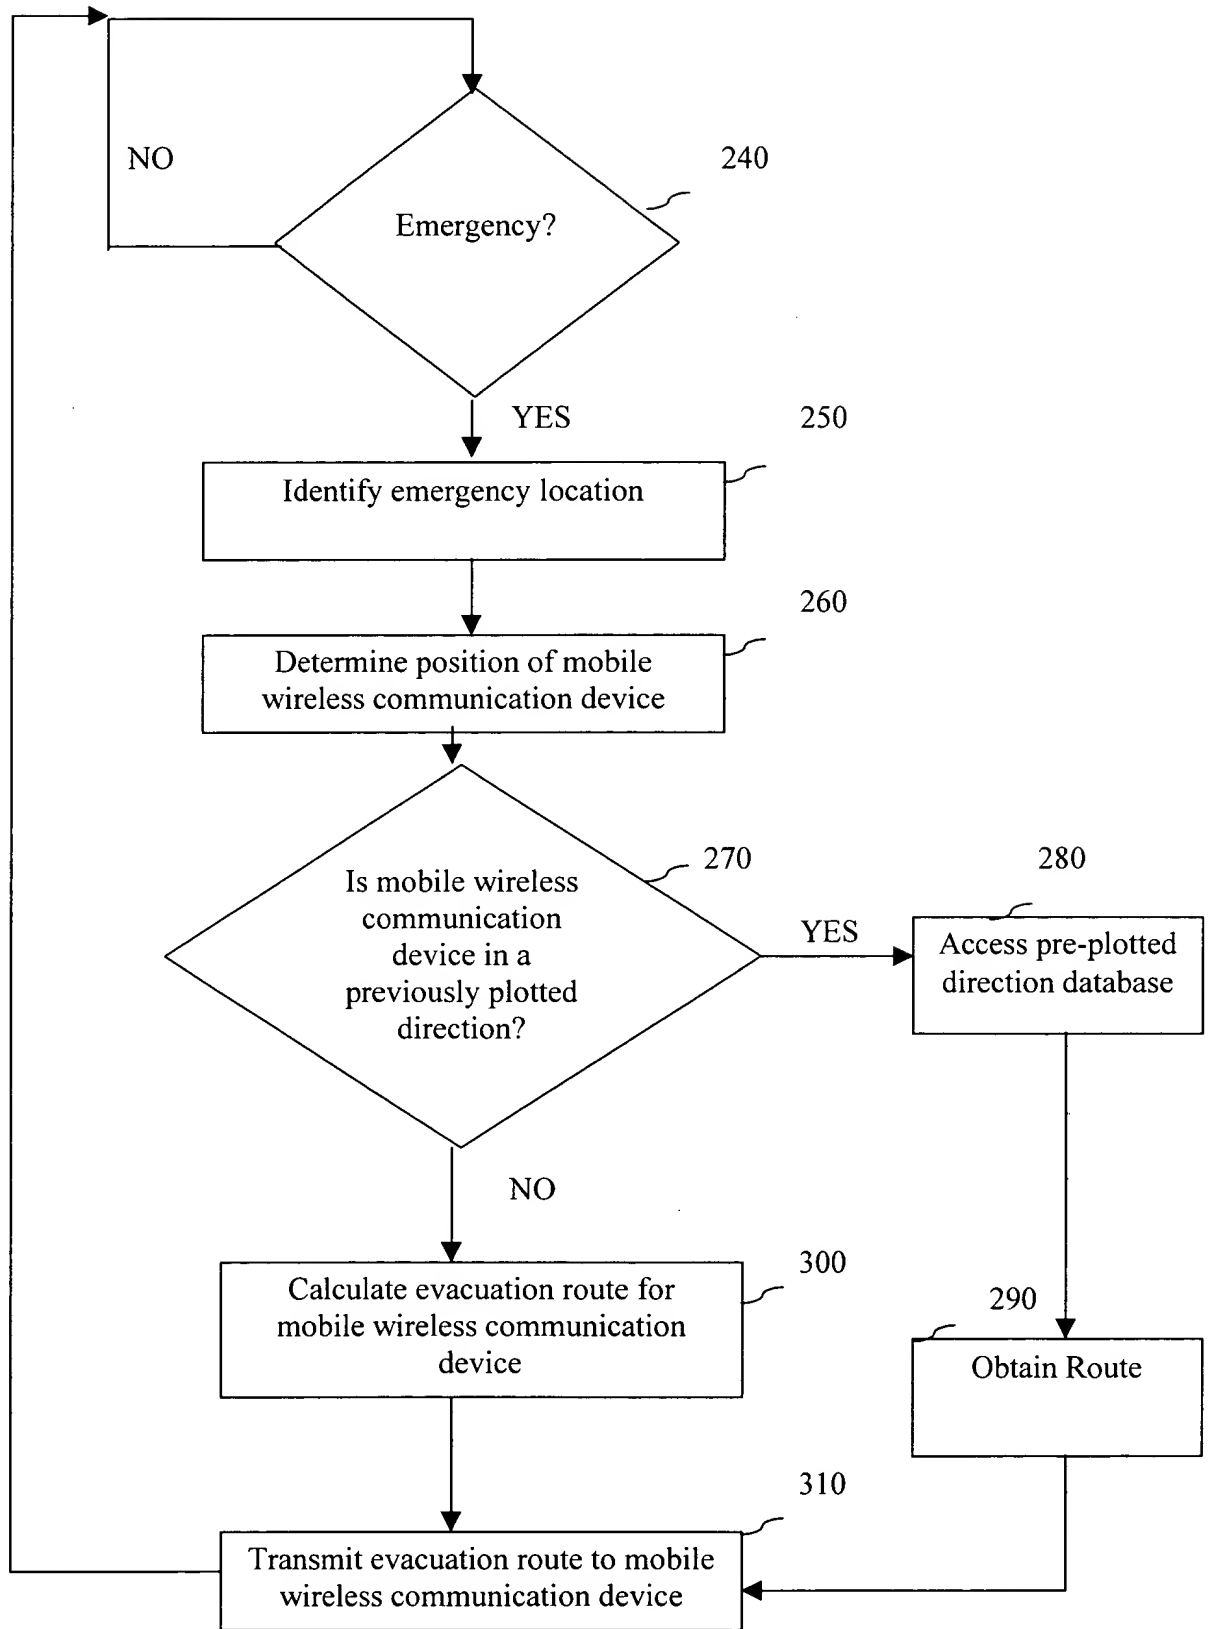 NO
240
Emergency?
YES
250
Identify emergency location
260
Determine position of mobile
wireless communication device
270
Is mobile wireless
communication
device in a
previously plotted
direction?
YES
280
Access pre-plotted
direction database
NO
300
Calculate evacuation route for
mobile wireless communication
device
290
Obtain Route
310
Transmit evacuation route to mobile
wireless communication device